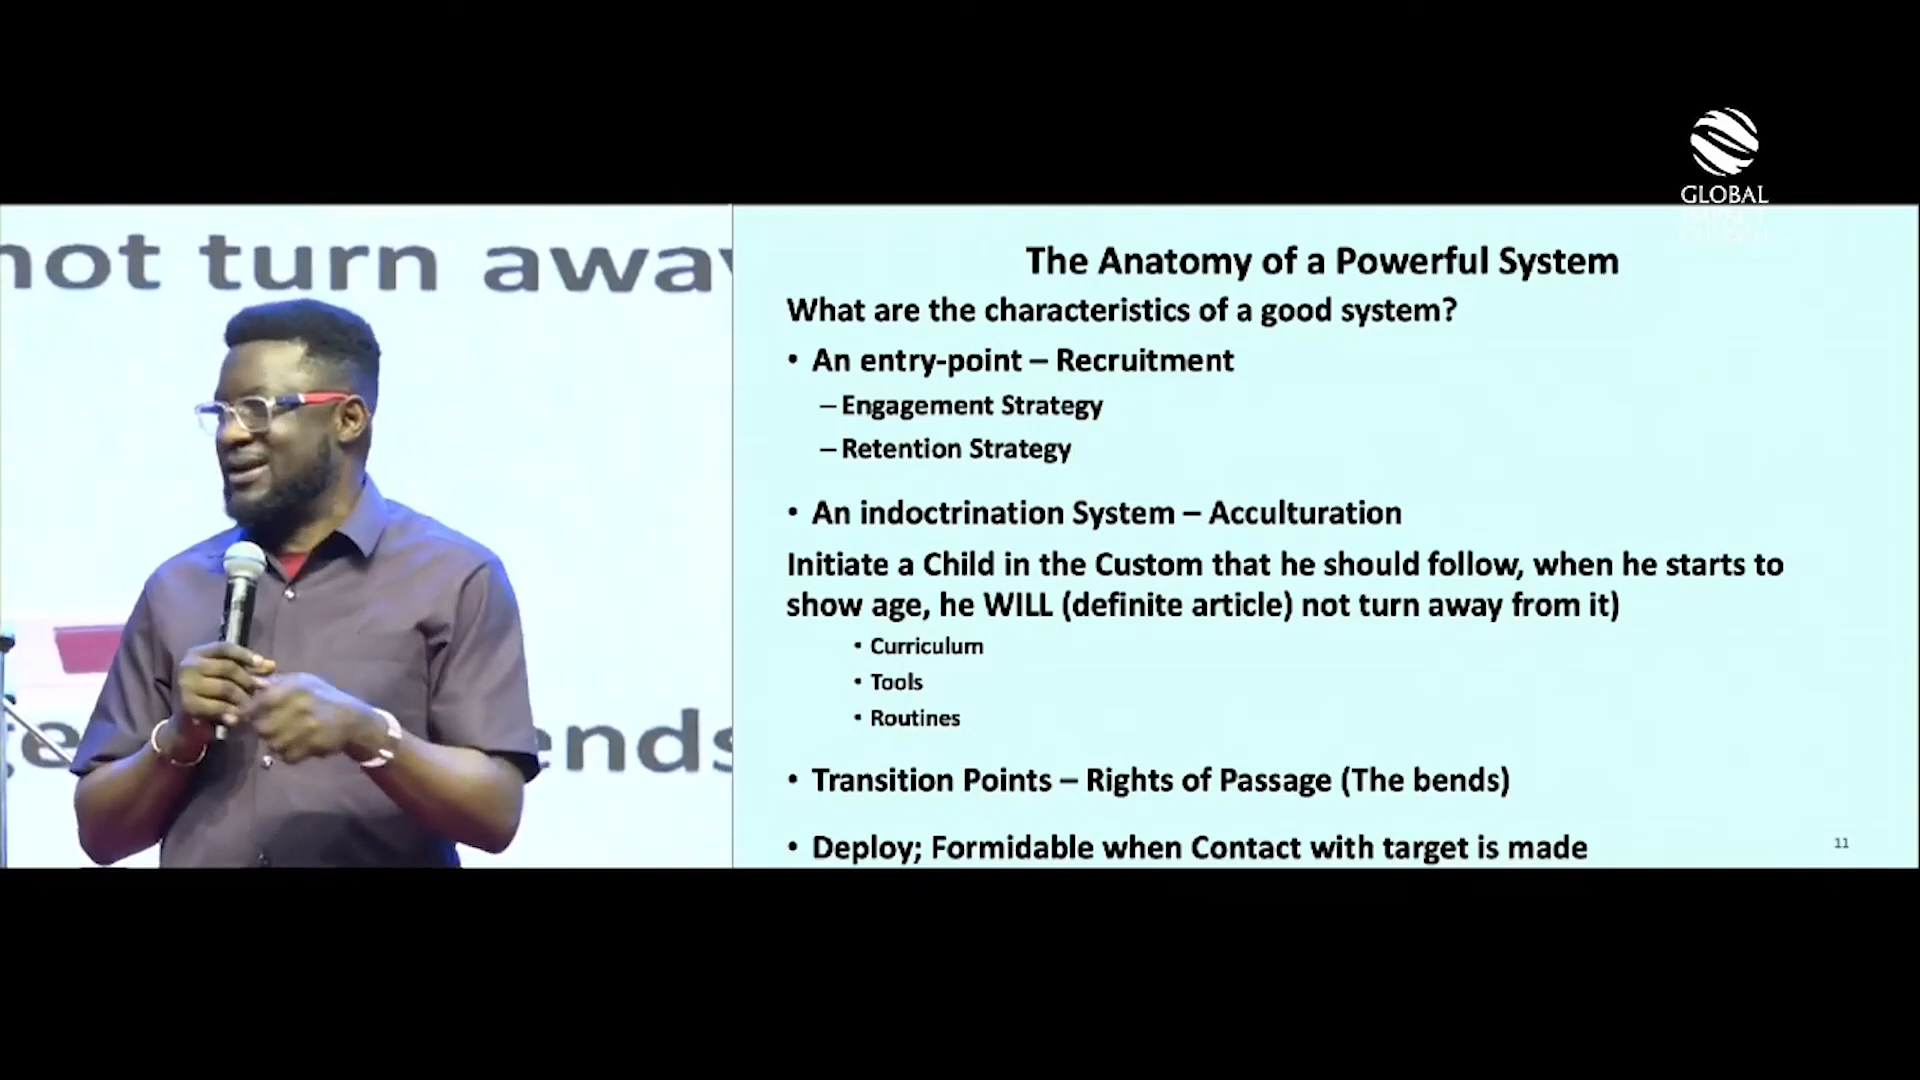 GLOBAL
not turn away
ends
The Anatomy of a Powerful System
What are the characteristics of a good system?
• An entry-point – Recruitment
– Engagement Strategy
– Retention Strategy
• An indoctrination System – Acculturation
Initiate a Child in the Custom that he should follow, when he starts to
show age, he WILL (definite article) not turn away from it)
• Curriculum
• Tools
• Routines
• Transition Points – Rights of Passage (The bends)
• Deploy; Formidable when Contact with target is made
11